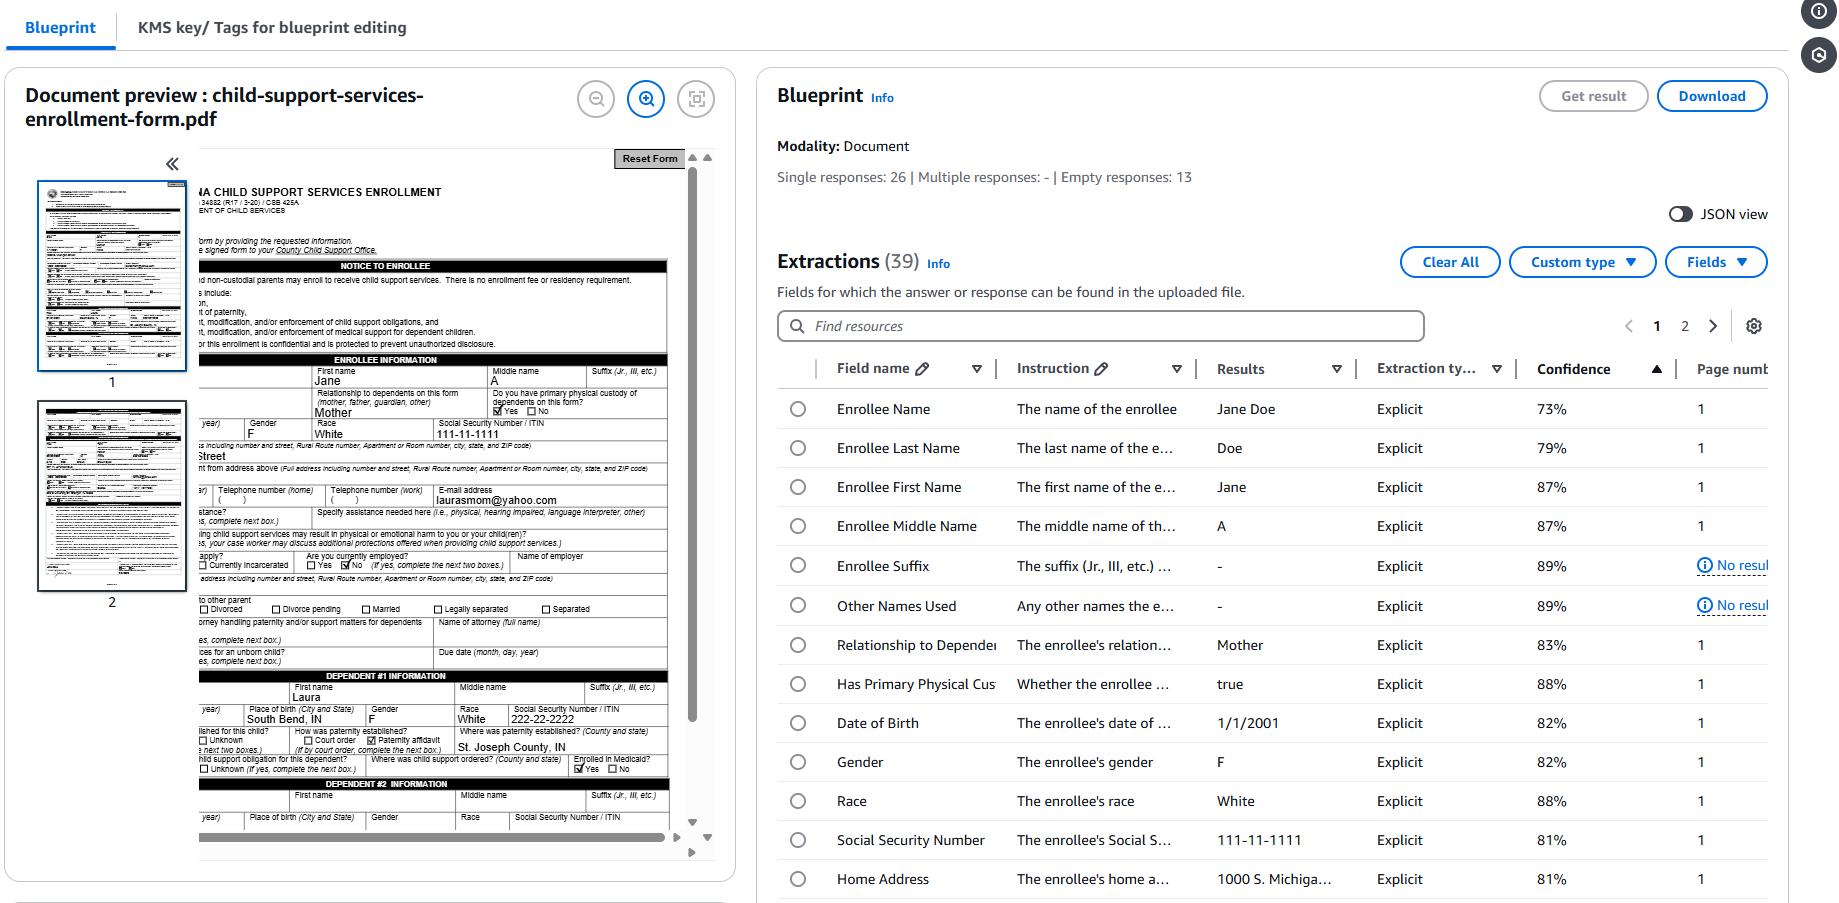 Blueprint
KMS key/ Tags for blueprint editing
Document preview : child-support-services-
enrollment-form.pdf
Reset Form
NA CHILD SUPPORT SERVICES ENROLLMENT
34882 (R17 / 3-20) / CSB 425A
ENT OF CHILD SERVICES
orm by providing the requested information.
e signed form to your County Child Support Office.
NOTICE TO ENROLLEE
d non-custodial parents may enroll to receive child support services. There is no enrollment fee or residency requirement.
s include:
on,
t of paternity,
t, modification, and/or enforcement of child support obligations, and
t, modification, and/or enforcement of medical support for dependent children.
or this enrollment is confidential and is protected to prevent unauthorized disclosure.
ENROLLEE INFORMATION
First name
Middle name
Suffix (Jr., III, etc.)
Jane
A
Relationship to dependents on this form
(mother, father, guardian, other)
Mother
Do you have primary physical custody of
dependents on this form?
Yes No
year)
Gender
Race
Social Security Number / ITIN
F
White
111-11-1111
ss including number and street, Rural Route number, Apartment or Room number, city, state, and ZIP code)
Street
nt from address above (Full address including number and street, Rural Route number, Apartment or Room number, city, state, and ZIP code)
ar)
Telephone number (home)
Telephone number (work)
E-mail address
( )
( )
laurasmom@yahoo.com
stance?
s, complete next box.)
Specify assistance needed here (i.e., physical, hearing impaired, language interpreter, other)
ing child support services may result in physical or emotional harm to you or your child(ren)?
s, your case worker may discuss additional protections offered when providing child support services.)
apply?
Currently incarcerated
Are you currently employed?
Yes No (If yes, complete the next two boxes.)
Name of employer
address including number and street, Rural Route number, Apartment or Room number, city, state, and ZIP code)
to other parent
Divorced Divorce pending Married Legally separated Separated
orney handling paternity and/or support matters for dependents
Name of attorney (full name)
es, complete next box.)
ices for an unborn child?
es, complete next box.)
Due date (month, day, year)
DEPENDENT #1 INFORMATION
First name
Middle name
Suffix (Jr., III, etc.)
Laura
year)
Place of birth (City and State)
Gender
Race
Social Security Number / ITIN
South Bend, IN
F
White
222-22-2222
lished for this child?
Unknown
e next two boxes.)
How was paternity established?
Court order Paternity affidavit
(If by court order, complete the next box.)
Where was paternity established? (County and state)
St. Joseph County, IN
hild support obligation for this dependent?
Unknown (If yes, complete the next box.)
Where was child support ordered? (County and state)
Enrolled in Medicaid?
Yes No
DEPENDENT #2 INFORMATION
First name
Middle name
Suffix (Jr., III, etc.)
year)
Place of birth (City and State)
Gender
Race
Social Security Number / ITIN
1
2
Blueprint Info
Get result
Download
Modality: Document
Single responses: 26 | Multiple responses: - | Empty responses: 13
JSON view
Extractions (39) Info
Clear All
Custom type
Fields
Fields for which the answer or response can be found in the uploaded file.
Find resources
1 2
Field name Instruction Results Extraction ty... Confidence Page numb
Enrollee Name The name of the enrollee Jane Doe Explicit 73% 1
Enrollee Last Name The last name of the e... Doe Explicit 79% 1
Enrollee First Name The first name of the e... Jane Explicit 87% 1
Enrollee Middle Name The middle name of th... A Explicit 87% 1
Enrollee Suffix The suffix (Jr., III, etc.) ... - Explicit 89% No resul
Other Names Used Any other names the e... - Explicit 89% No resul
Relationship to Depender The enrollee's relation... Mother Explicit 83% 1
Has Primary Physical Cus The enrollee Whether the enrollee ... true Explicit 88% 1
Date of Birth The enrollee's date of ... 1/1/2001 Explicit 82% 1
Gender The enrollee's gender F Explicit 82% 1
Race The enrollee's race White Explicit 88% 1
Social Security Number The enrollee's Social S... 111-11-1111 Explicit 81% 1
Home Address The enrollee's home a... 1000 S. Michiga... Explicit 81% 1